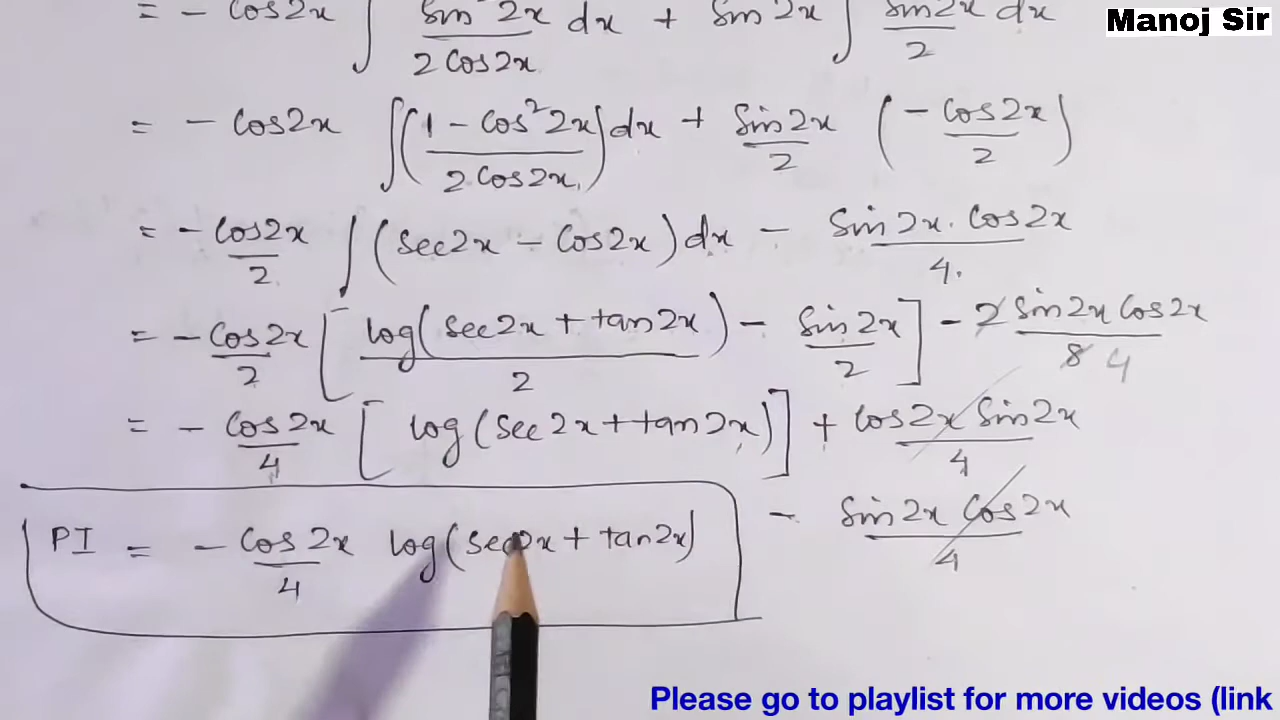 = - cos2x ∫ sin²2x/2cos2x dx + sin2x ∫ sin2x/2 dx
Manoj Sir
= - cos2x ∫((1 - cos²2x)/2cos2x)dx + sin2x/2 (-cos2x/2)
= - cos2x/2 ∫(sec2x - cos2x)dx - sin2x.cos2x/4.
= - cos2x/2 [log(sec2x + tan2x)/2 - sin2x/2] - 2sin2x cos2x/8 4
= - cos2x/4 [log(sec2x + tan2x)] + cos2x sin2x/4
- sin2x cos2x/4
PI = - cos2x/4 log(sec2x + tan2x)
Please go to playlist for more videos (link